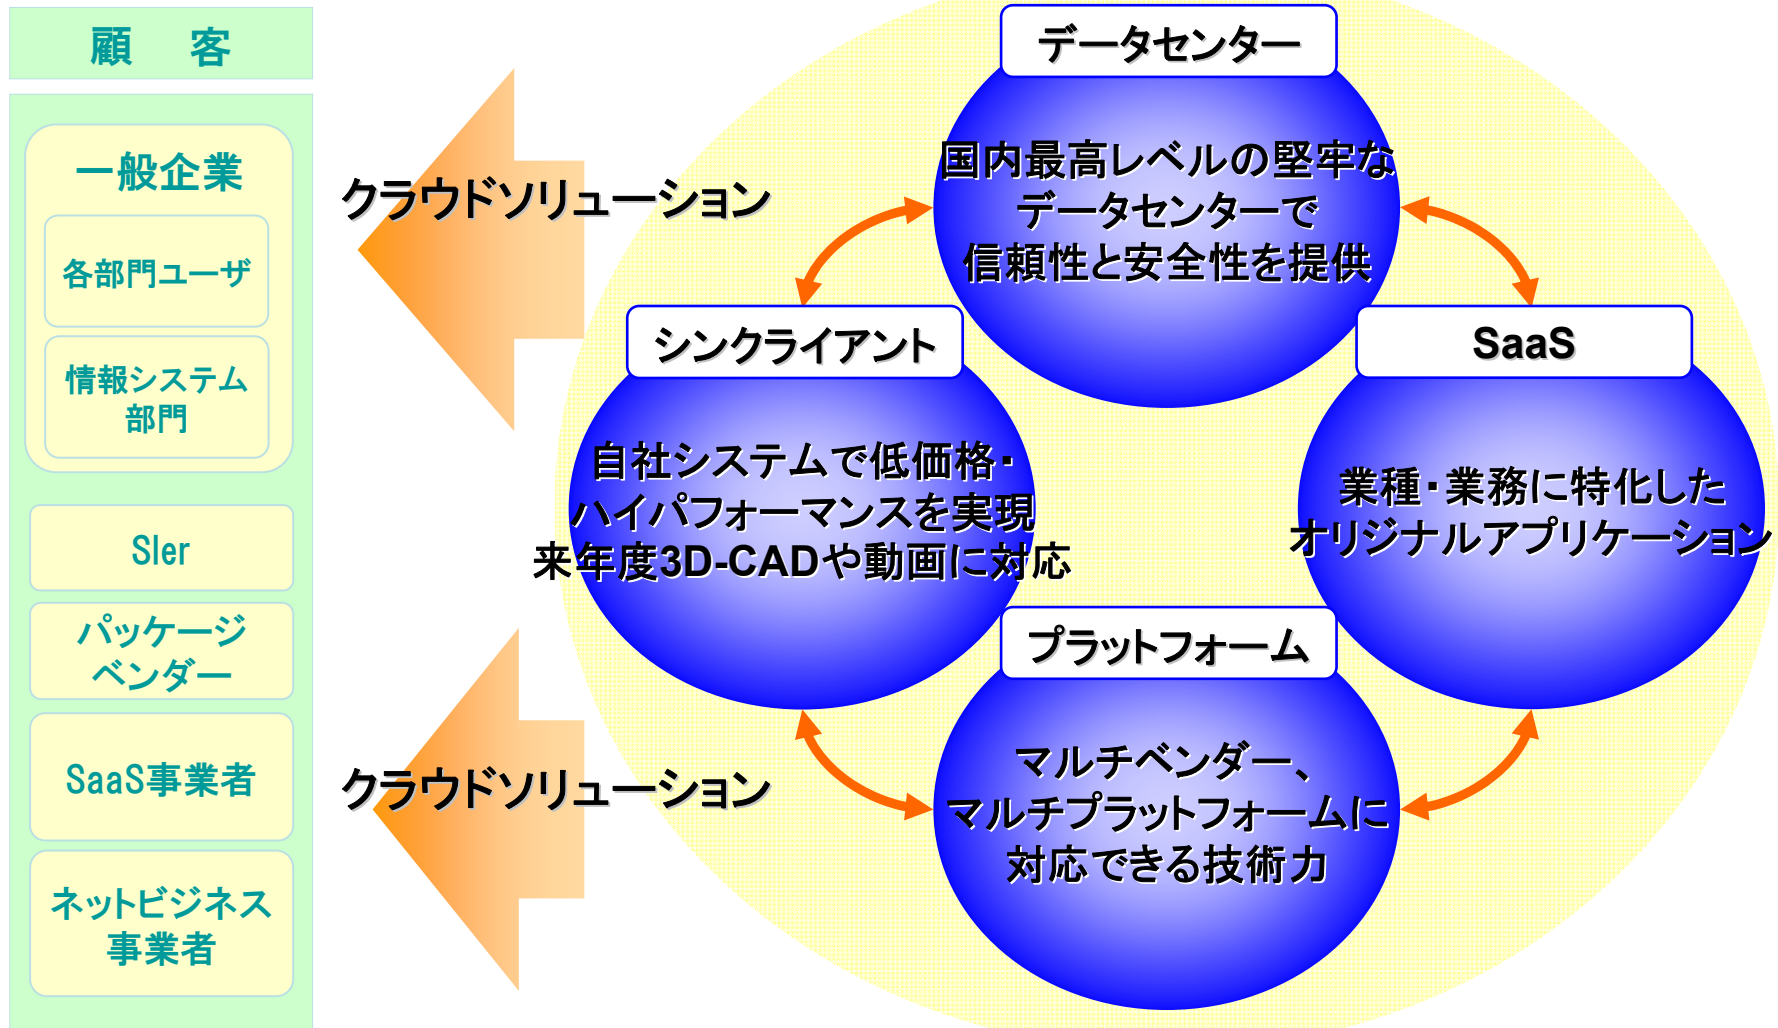 顧　客
一般企業
各部門ユーザ
情報システム
部門
SIer
パッケージ
ベンダー
SaaS事業者
ネットビジネス
事業者
クラウドソリューション
クラウドソリューション
データセンター
国内最高レベルの堅牢な
データセンターで
信頼性と安全性を提供
シンクライアント
自社システムで低価格・
ハイパフォーマンスを実現
来年度3D-CADや動画に対応
SaaS
業種・業務に特化した
オリジナルアプリケーション
プラットフォーム
マルチベンダー、
マルチプラットフォームに
対応できる技術力